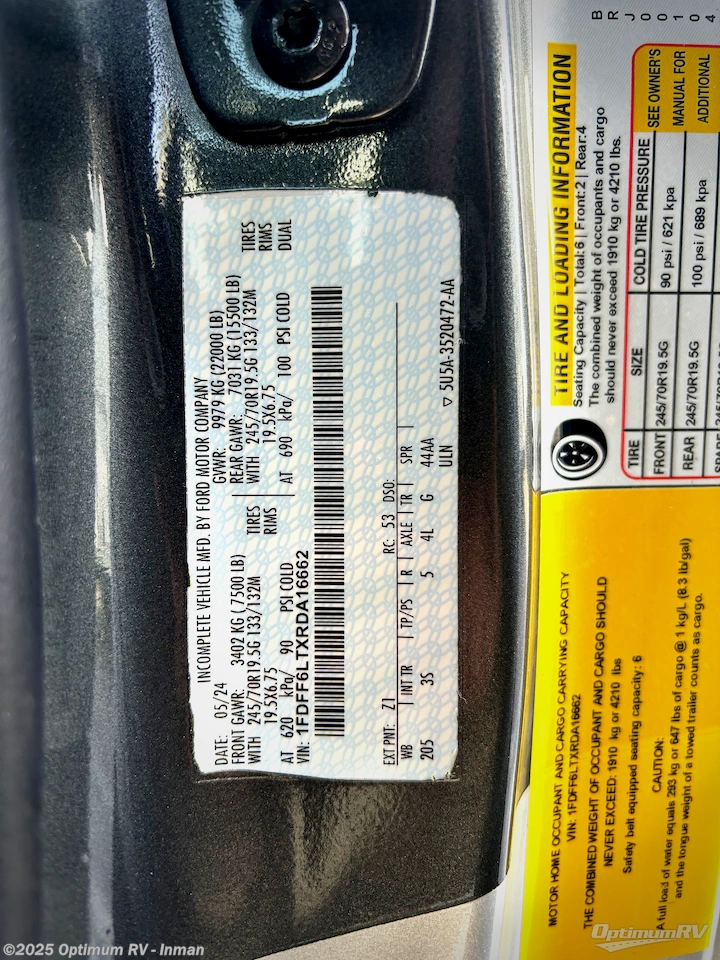 INCOMPLETE VEHICLE MFD. BY FORD MOTOR COMPANY
DATE: 05/24 GVWR: 9979 KG (22000 LB)
FRONT GAWR: 3402 KG (7500 LB) REAR GAWR: 7031 KG (15500 LB)
WITH 245/70R19.5G 133/132M TIRES WITH 245/70R19.5G 133/132M TIRES
19.5X6.75 RIMS 19.5X6.75 RIMS
AT 620 kPa/ 90 PSI COLD AT 690 kPa/ 100 PSI COLD DUAL
VIN: 1FDFF6LTXRDA16662
EXT PNT: Z1 RC: 53 DSO:
WB INT TR TP/PS R AXLE TR SPR
205 3S 5 4L G 44AA
ULN ▽ 5U5A-3520472-AA
TIRE AND LOADING INFORMATION
Seating Capacity | Total:6 | Front:2 | Rear:4
The combined weight of occupants and cargo
should never exceed 1910 kg or 4210 lbs.
TIRE SIZE COLD TIRE PRESSURE
FRONT 245/70R19.5G 90 psi / 621 kpa
REAR 245/70R19.5G 100 psi / 689 kpa
SEE OWNER'S
MANUAL FOR
ADDITIONAL
B
R
J
0 0
0 1
1 0
0 4
MOTOR HOME OCCUPANT AND CARGO CARRYING CAPACITY
VIN: 1FDFF6LTXRDA16662
THE COMBINED WEIGHT OF OCCUPANT AND CARGO SHOULD
NEVER EXCEED: 1910 kg or 4210 lbs
Safety belt equipped seating capacity: 6
CAUTION:
A full load of water equals 293 kg or 647 lbs of cargo @ 1 kg/L (8.3 lb/gal)
and the tongue weight of a towed trailer counts as cargo.
OptimumRV
©2025 Optimum RV - Inman